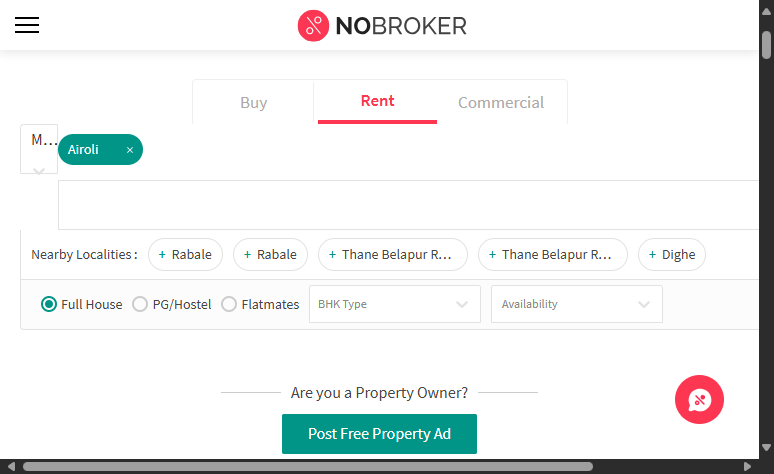 NOBROKER
Buy
Rent
Commercial
M...
Airoli ×
Nearby Localities :
+ Rabale
+ Rabale
+ Thane Belapur R...
+ Thane Belapur R...
+ Dighe
Full House
PG/Hostel
Flatmates
BHK Type
Availability
Are you a Property Owner?
Post Free Property Ad